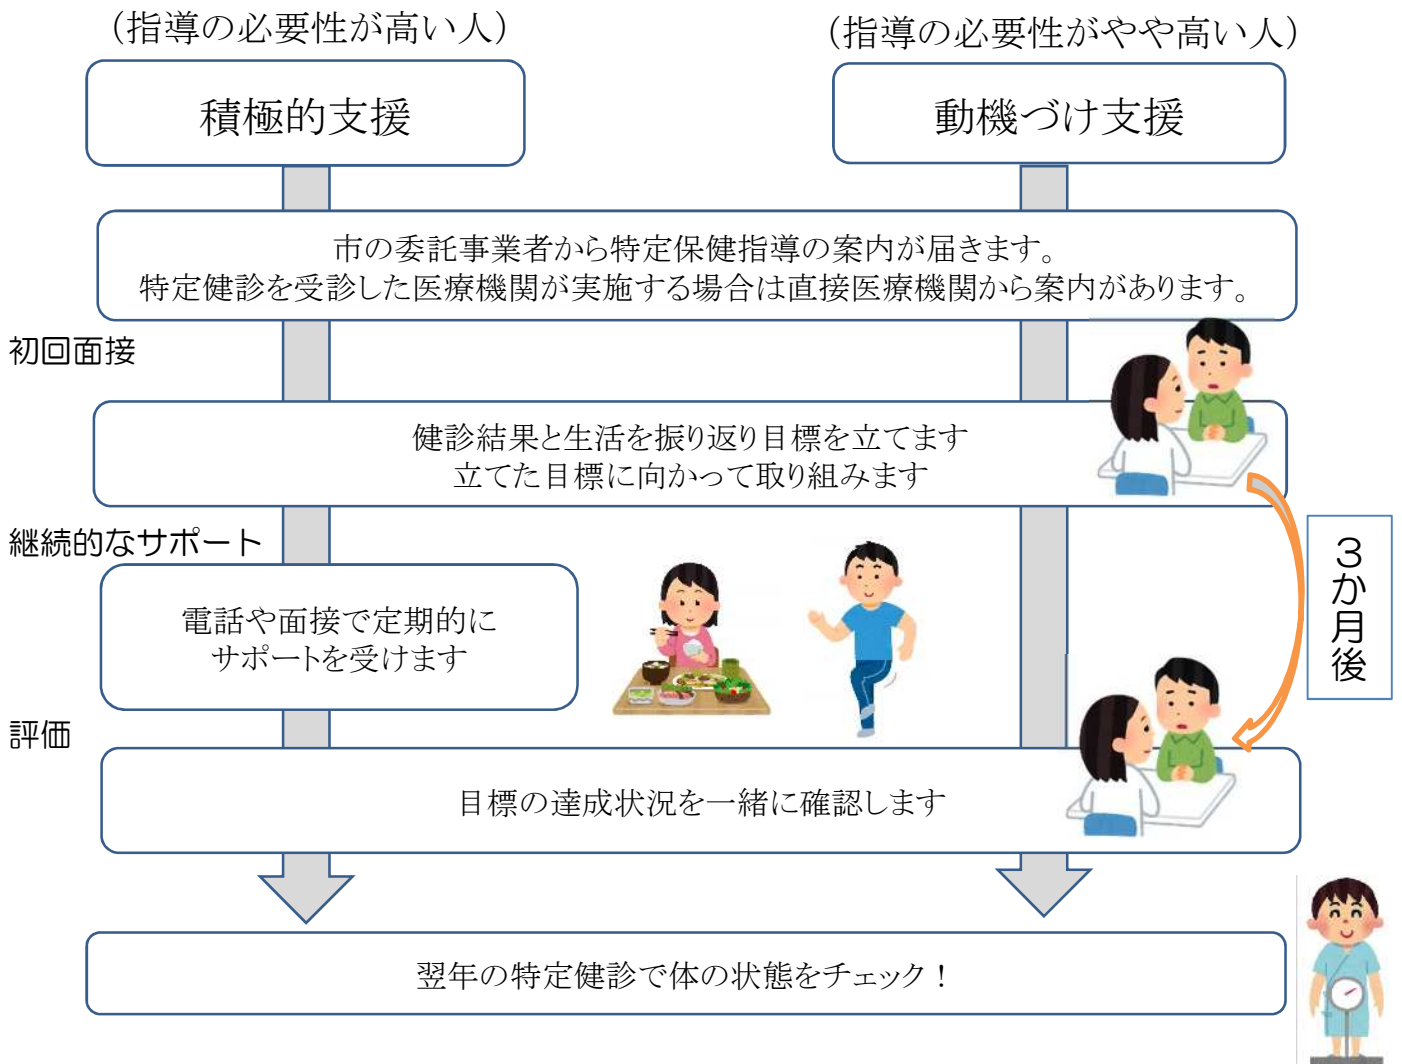 （指導の必要性が高い人）
（指導の必要性がやや高い人）
積極的支援
動機づけ支援
市の委託事業者から特定保健指導の案内が届きます。
特定健診を受診した医療機関が実施する場合は直接医療機関から案内があります。
初回面接
健診結果と生活を振り返り目標を立てます
立てた目標に向かって取り組みます
継続的なサポート
電話や面接で定期的に
サポートを受けます
３か月後
評価
目標の達成状況を一緒に確認します
翌年の特定健診で体の状態をチェック！